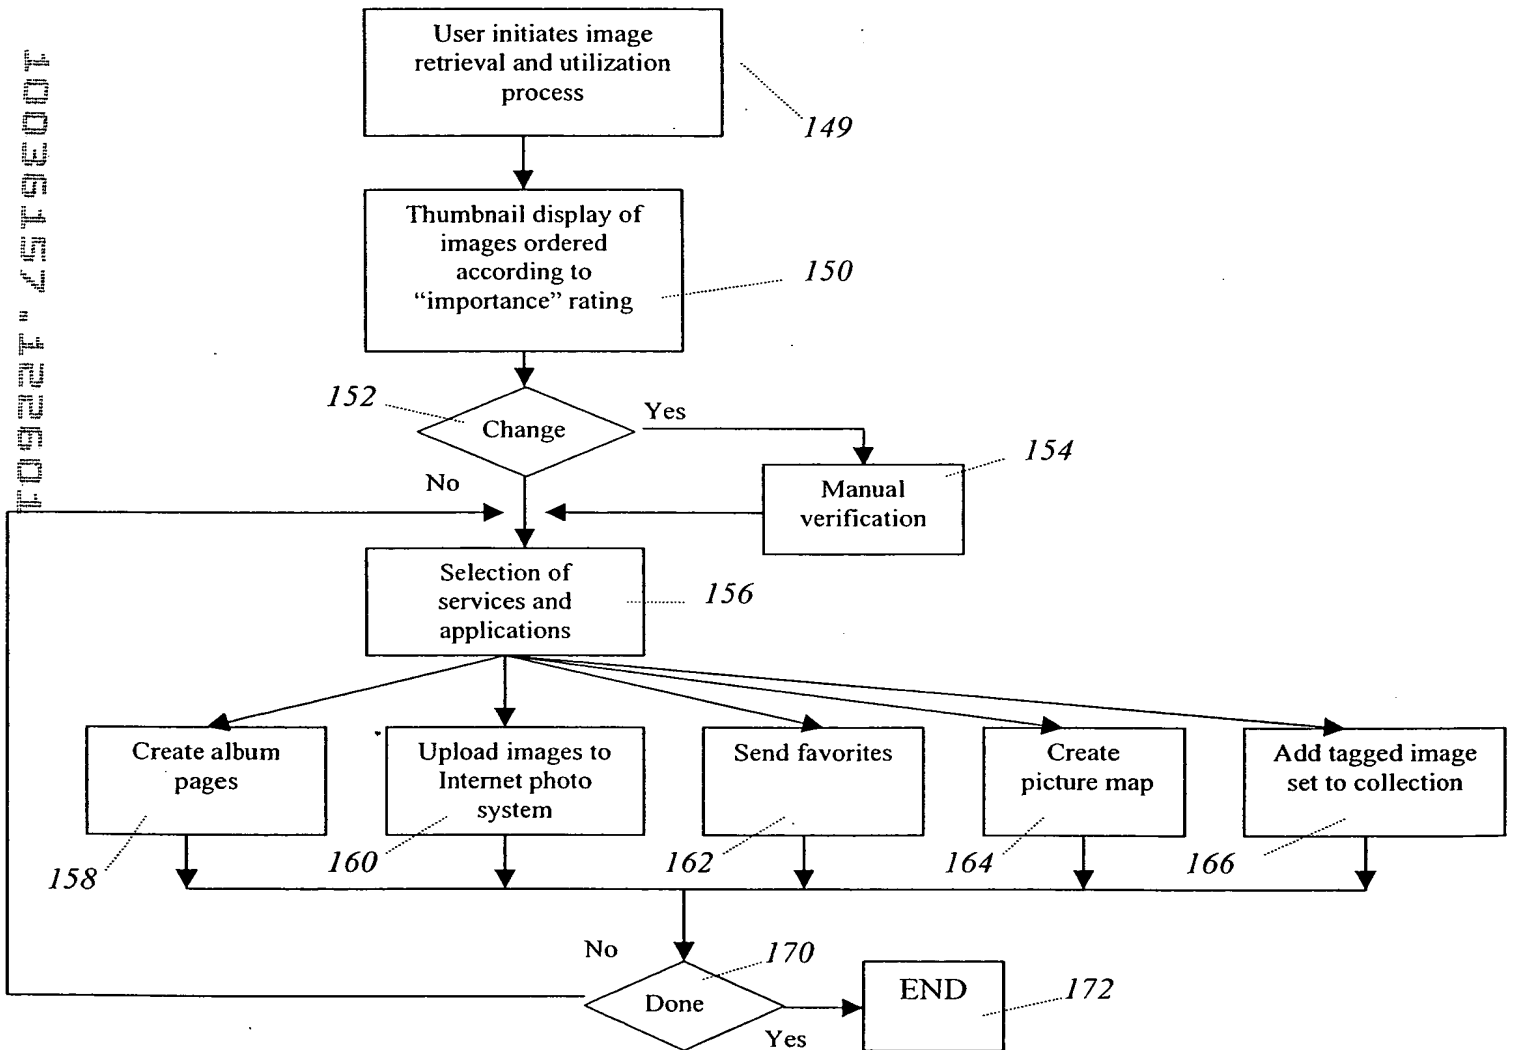 10036157.122601
User initiates image
retrieval and utilization
process
149
Thumbnail display of
images ordered
according to
“importance” rating
150
152
Change
Yes
No
154
Manual
verification
Selection of
services and
applications
156
Create album
pages
158
Upload images to
Internet photo
system
160
Send favorites
162
Create
picture map
164
Add tagged image
set to collection
166
No
170
Done
Yes
END
172